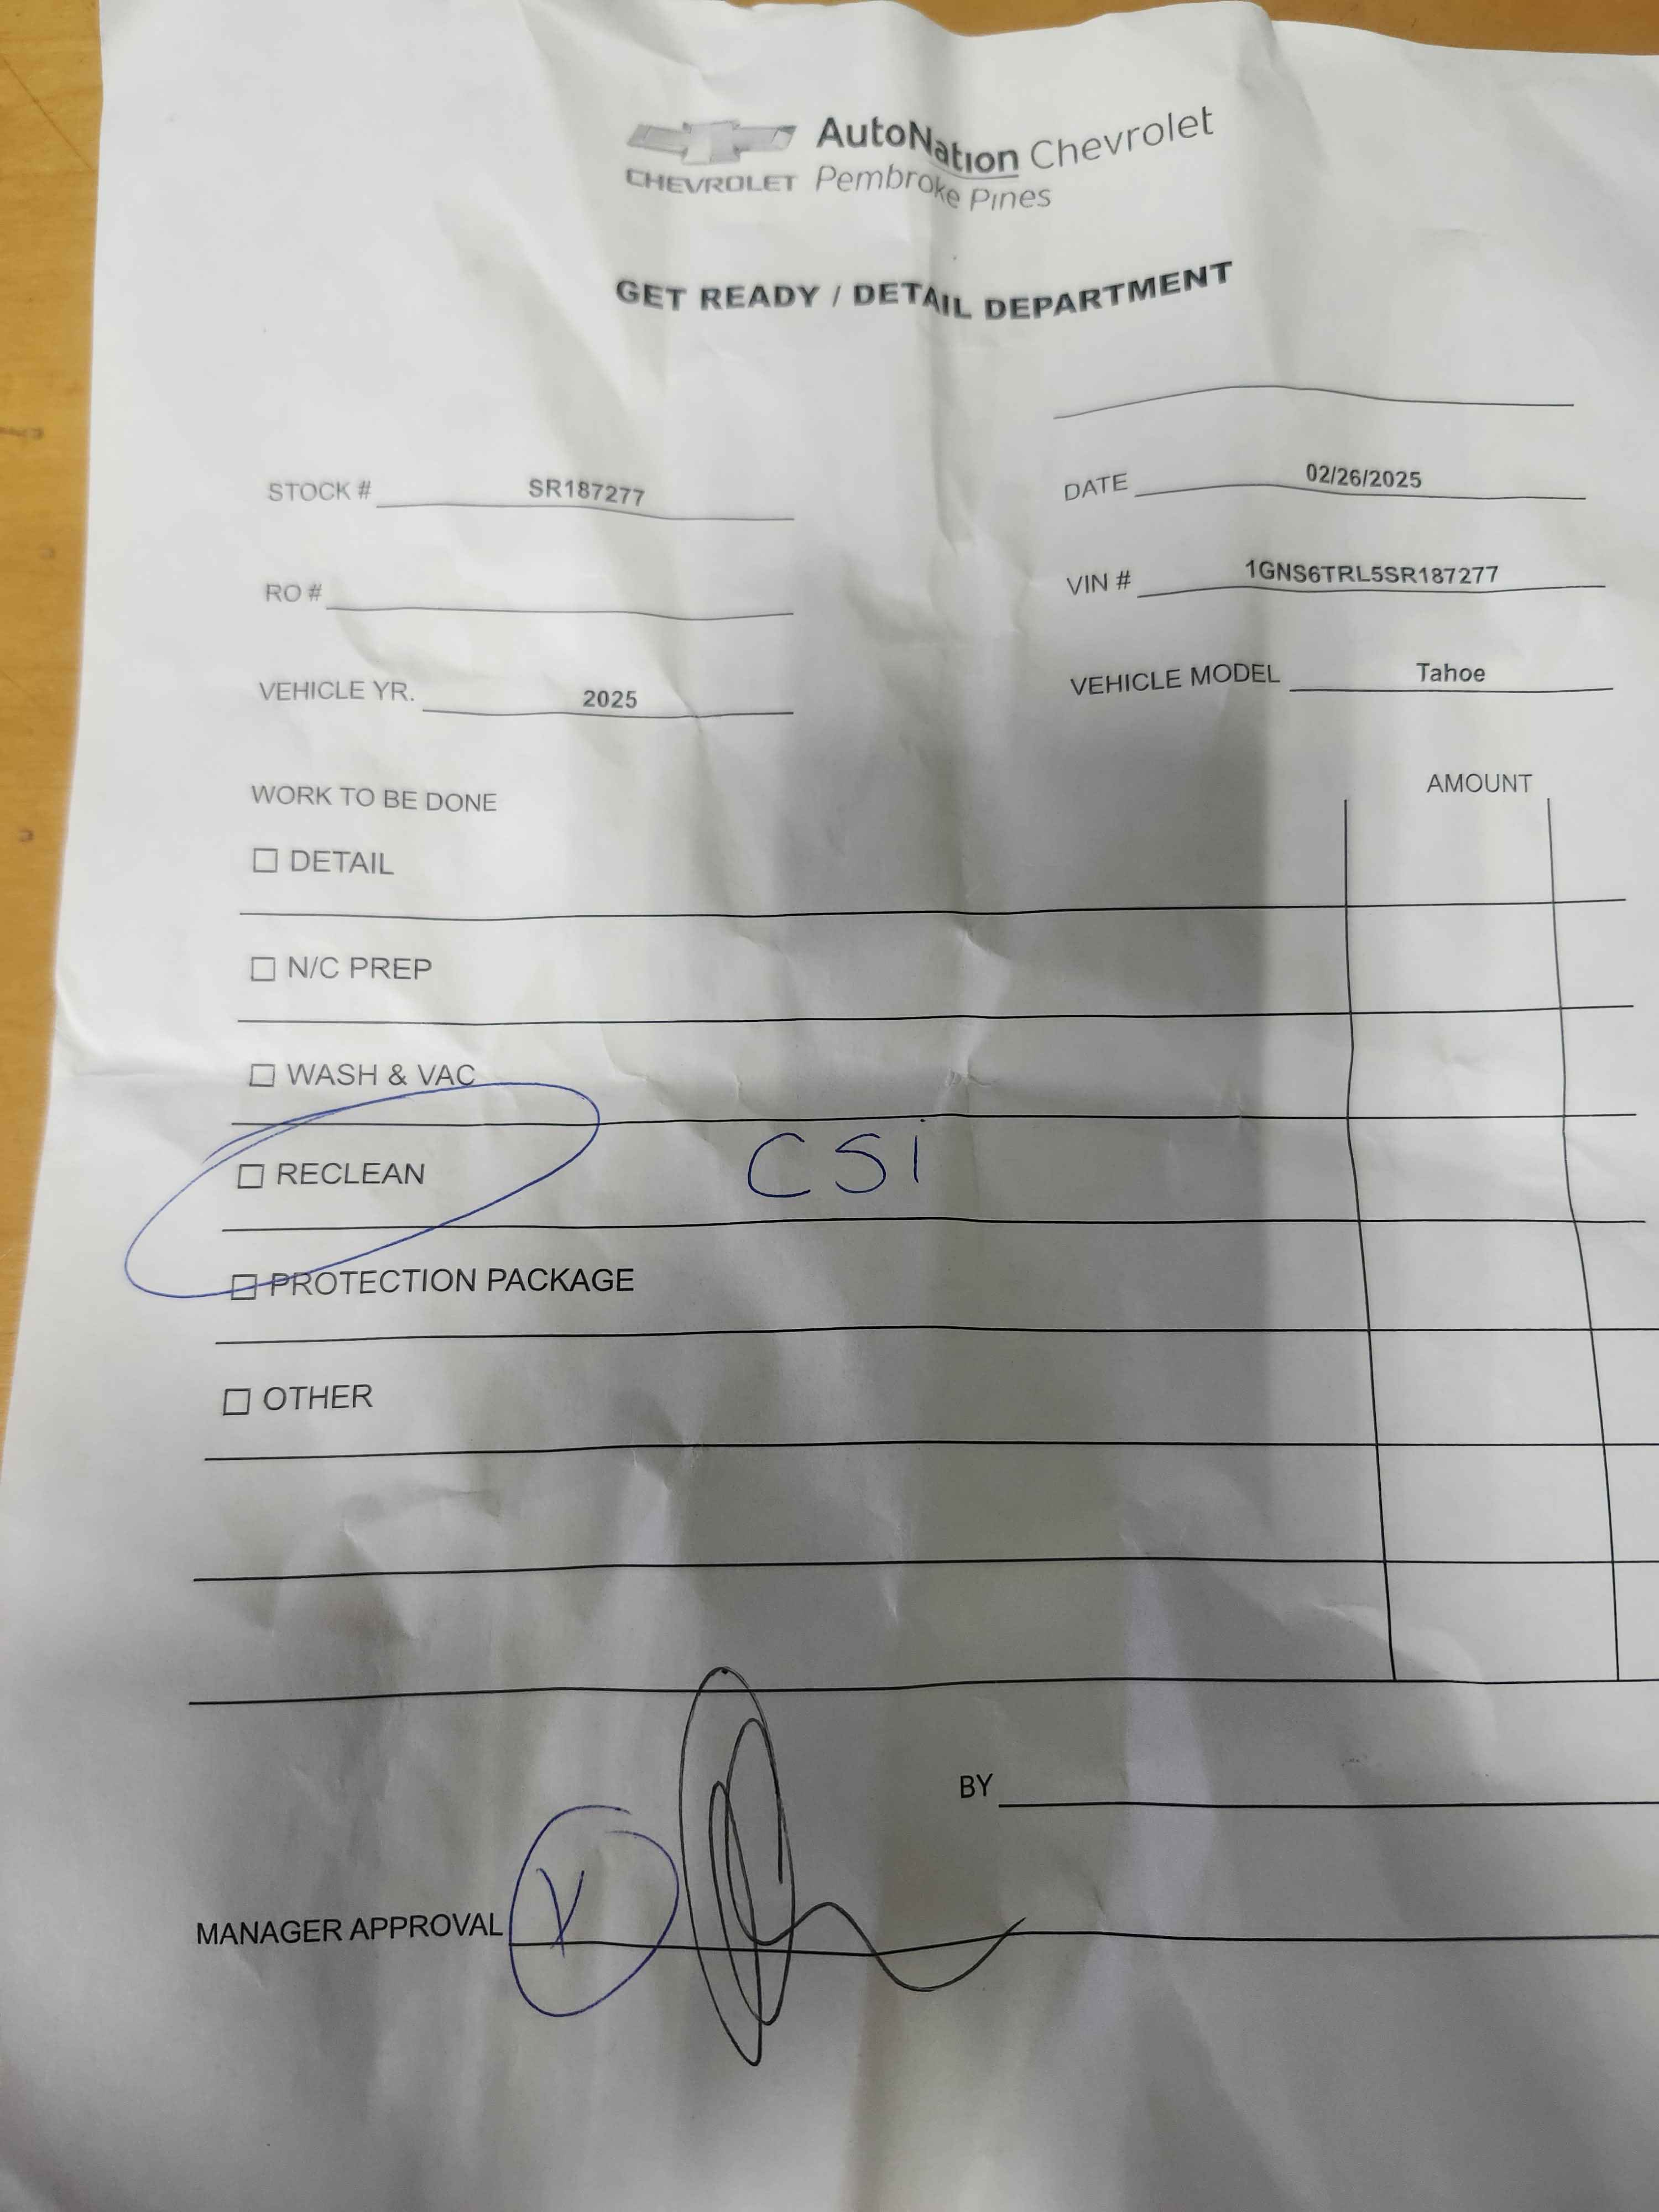 AutoNation Chevrolet
CHEVROLET Pembroke Pines
GET READY / DETAIL DEPARTMENT
STOCK # SR187277
DATE 02/26/2025
RO #
VIN # 1GNS6TRL5SR187277
VEHICLE YR. 2025
VEHICLE MODEL Tahoe
WORK TO BE DONE
AMOUNT
DETAIL
N/C PREP
WASH & VAC
RECLEAN CSi
PROTECTION PACKAGE
OTHER
BY
MANAGER APPROVAL X